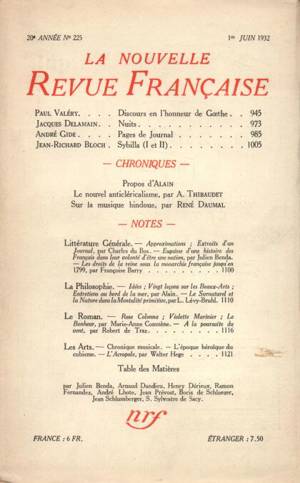 20e ANNÉE No 225 1er JUIN 1932
LA NOUVELLE
REVUE FRANÇAISE
PAUL VALÉRY. . . . Discours en l'honneur de Gœthe . . 945
JACQUES DELAMAIN . . Nuits . . . . . . . . . . . . 973
ANDRÉ GIDE . . . . Pages de Journal . . . . . . . . 985
JEAN-RICHARD BLOCH . Sybilla (I et II) . . . . . . . . 1005
— CHRONIQUES —
Propos d'ALAIN
Le nouvel anticléricalisme, par A. THIBAUDET
Sur la musique hindoue, par RENÉ DAUMAL
— NOTES —
Littérature Générale. — Approximations ; Extraits d'un
Journal, par Charles du Bos. — Esquisse d'une histoire des
Français dans leur volonté d'être une nation, par Julien Benda.
— Les droits de la reine sous la monarchie française jusqu'en
1799, par Françoise Barry . . . . . . . . . . . 1100
La Philosophie. — Idées ; Vingt leçons sur les Beaux-Arts ;
Entretiens au bord de la mer, par Alain. — Le Surnaturel et
la Nature dans la Mentalité primitive, par L. Lévy-Bruhl. 1110
Le Roman. — Rose Colonna ; Violette Marinier ; Le
Bonheur, par Marie-Anne Comnène. — A la poursuite du
vent, par Robert de Traz. . . . . . . . . . . . 1116
Les Arts. — Chronique musicale. — L'époque héroïque du
cubisme. — L'Acropole, par Walter Hege . . . . 1121
Table des Matières
par Julien Benda, Arnaud Dandieu, Henry Dérieux, Ramon
Fernandez, André Lhote, Jean Prévost, Boris de Schlœzer,
Jean Schlumberger, S. Sylvestre de Sacy.
nrf
FRANCE : 6 FR. ÉTRANGER : 7.50